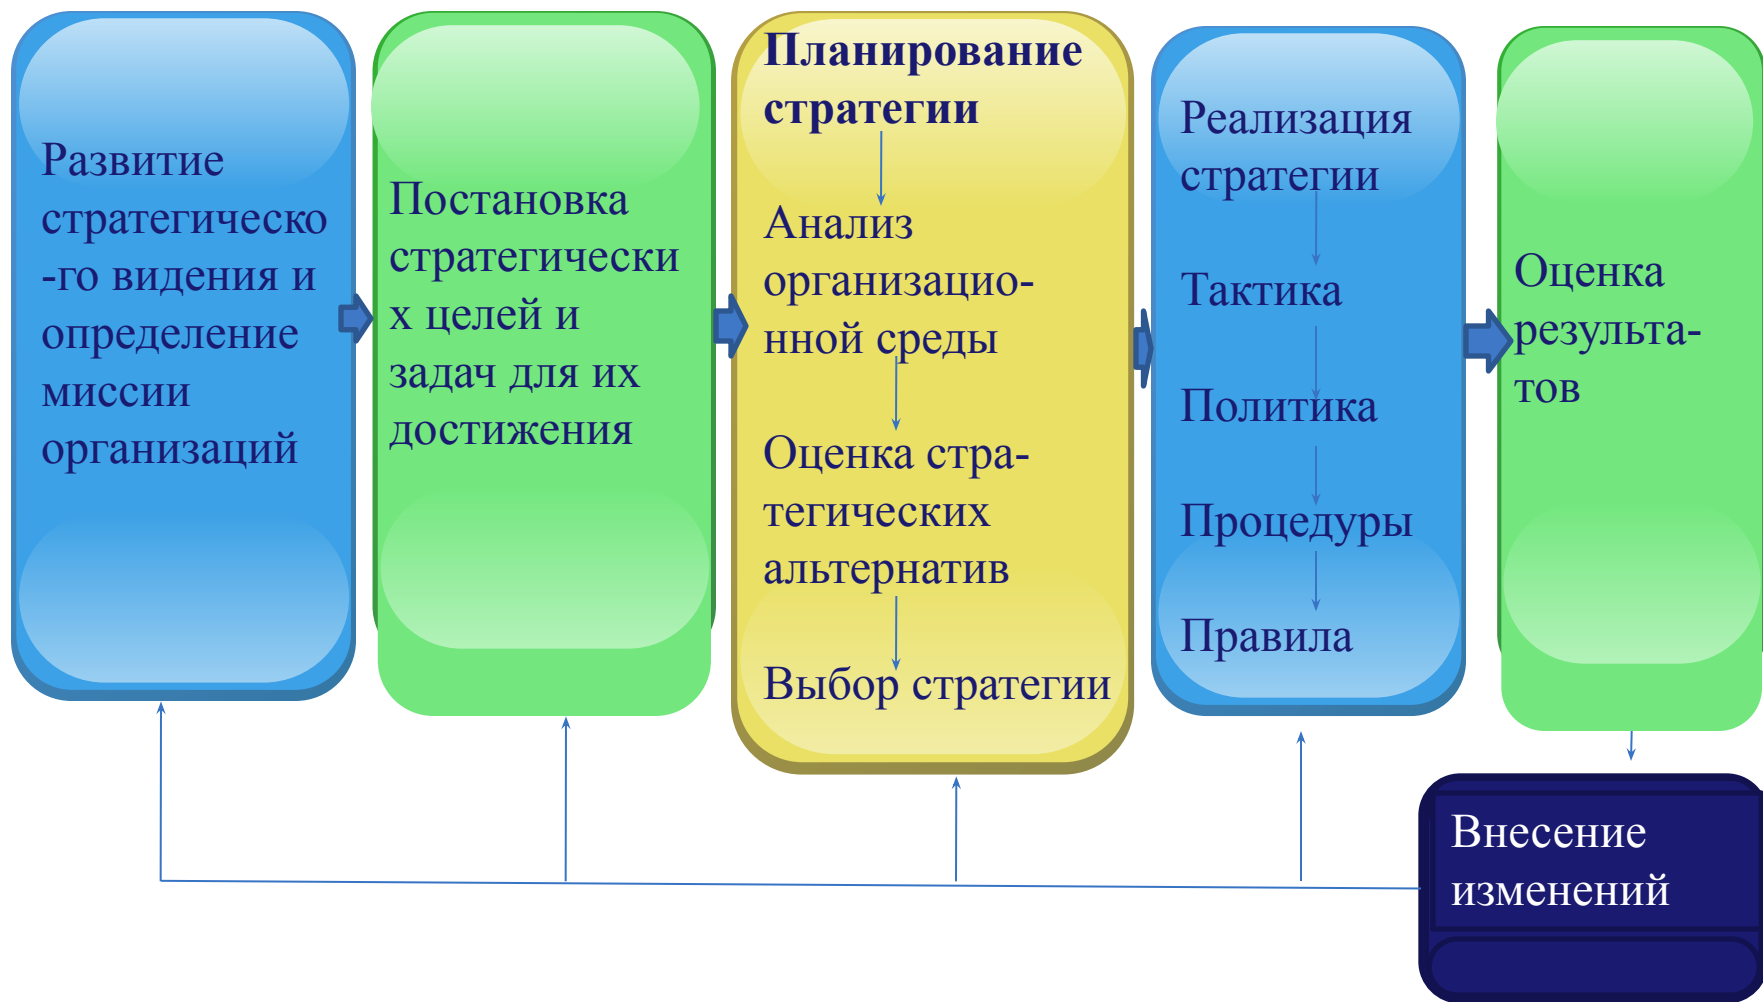 Развитие
стратегическо
-го видения и
определение
миссии
организаций
Постановка
стратегически
х целей и
задач для их
достижения
Планирование
стратегии
Анализ
организацио-
нной среды
Оценка стра-
тегических
альтернатив
Выбор стратегии
Реализация
стратегии
Тактика
Политика
Процедуры
Правила
Оценка
результа-
тов
Внесение
изменений